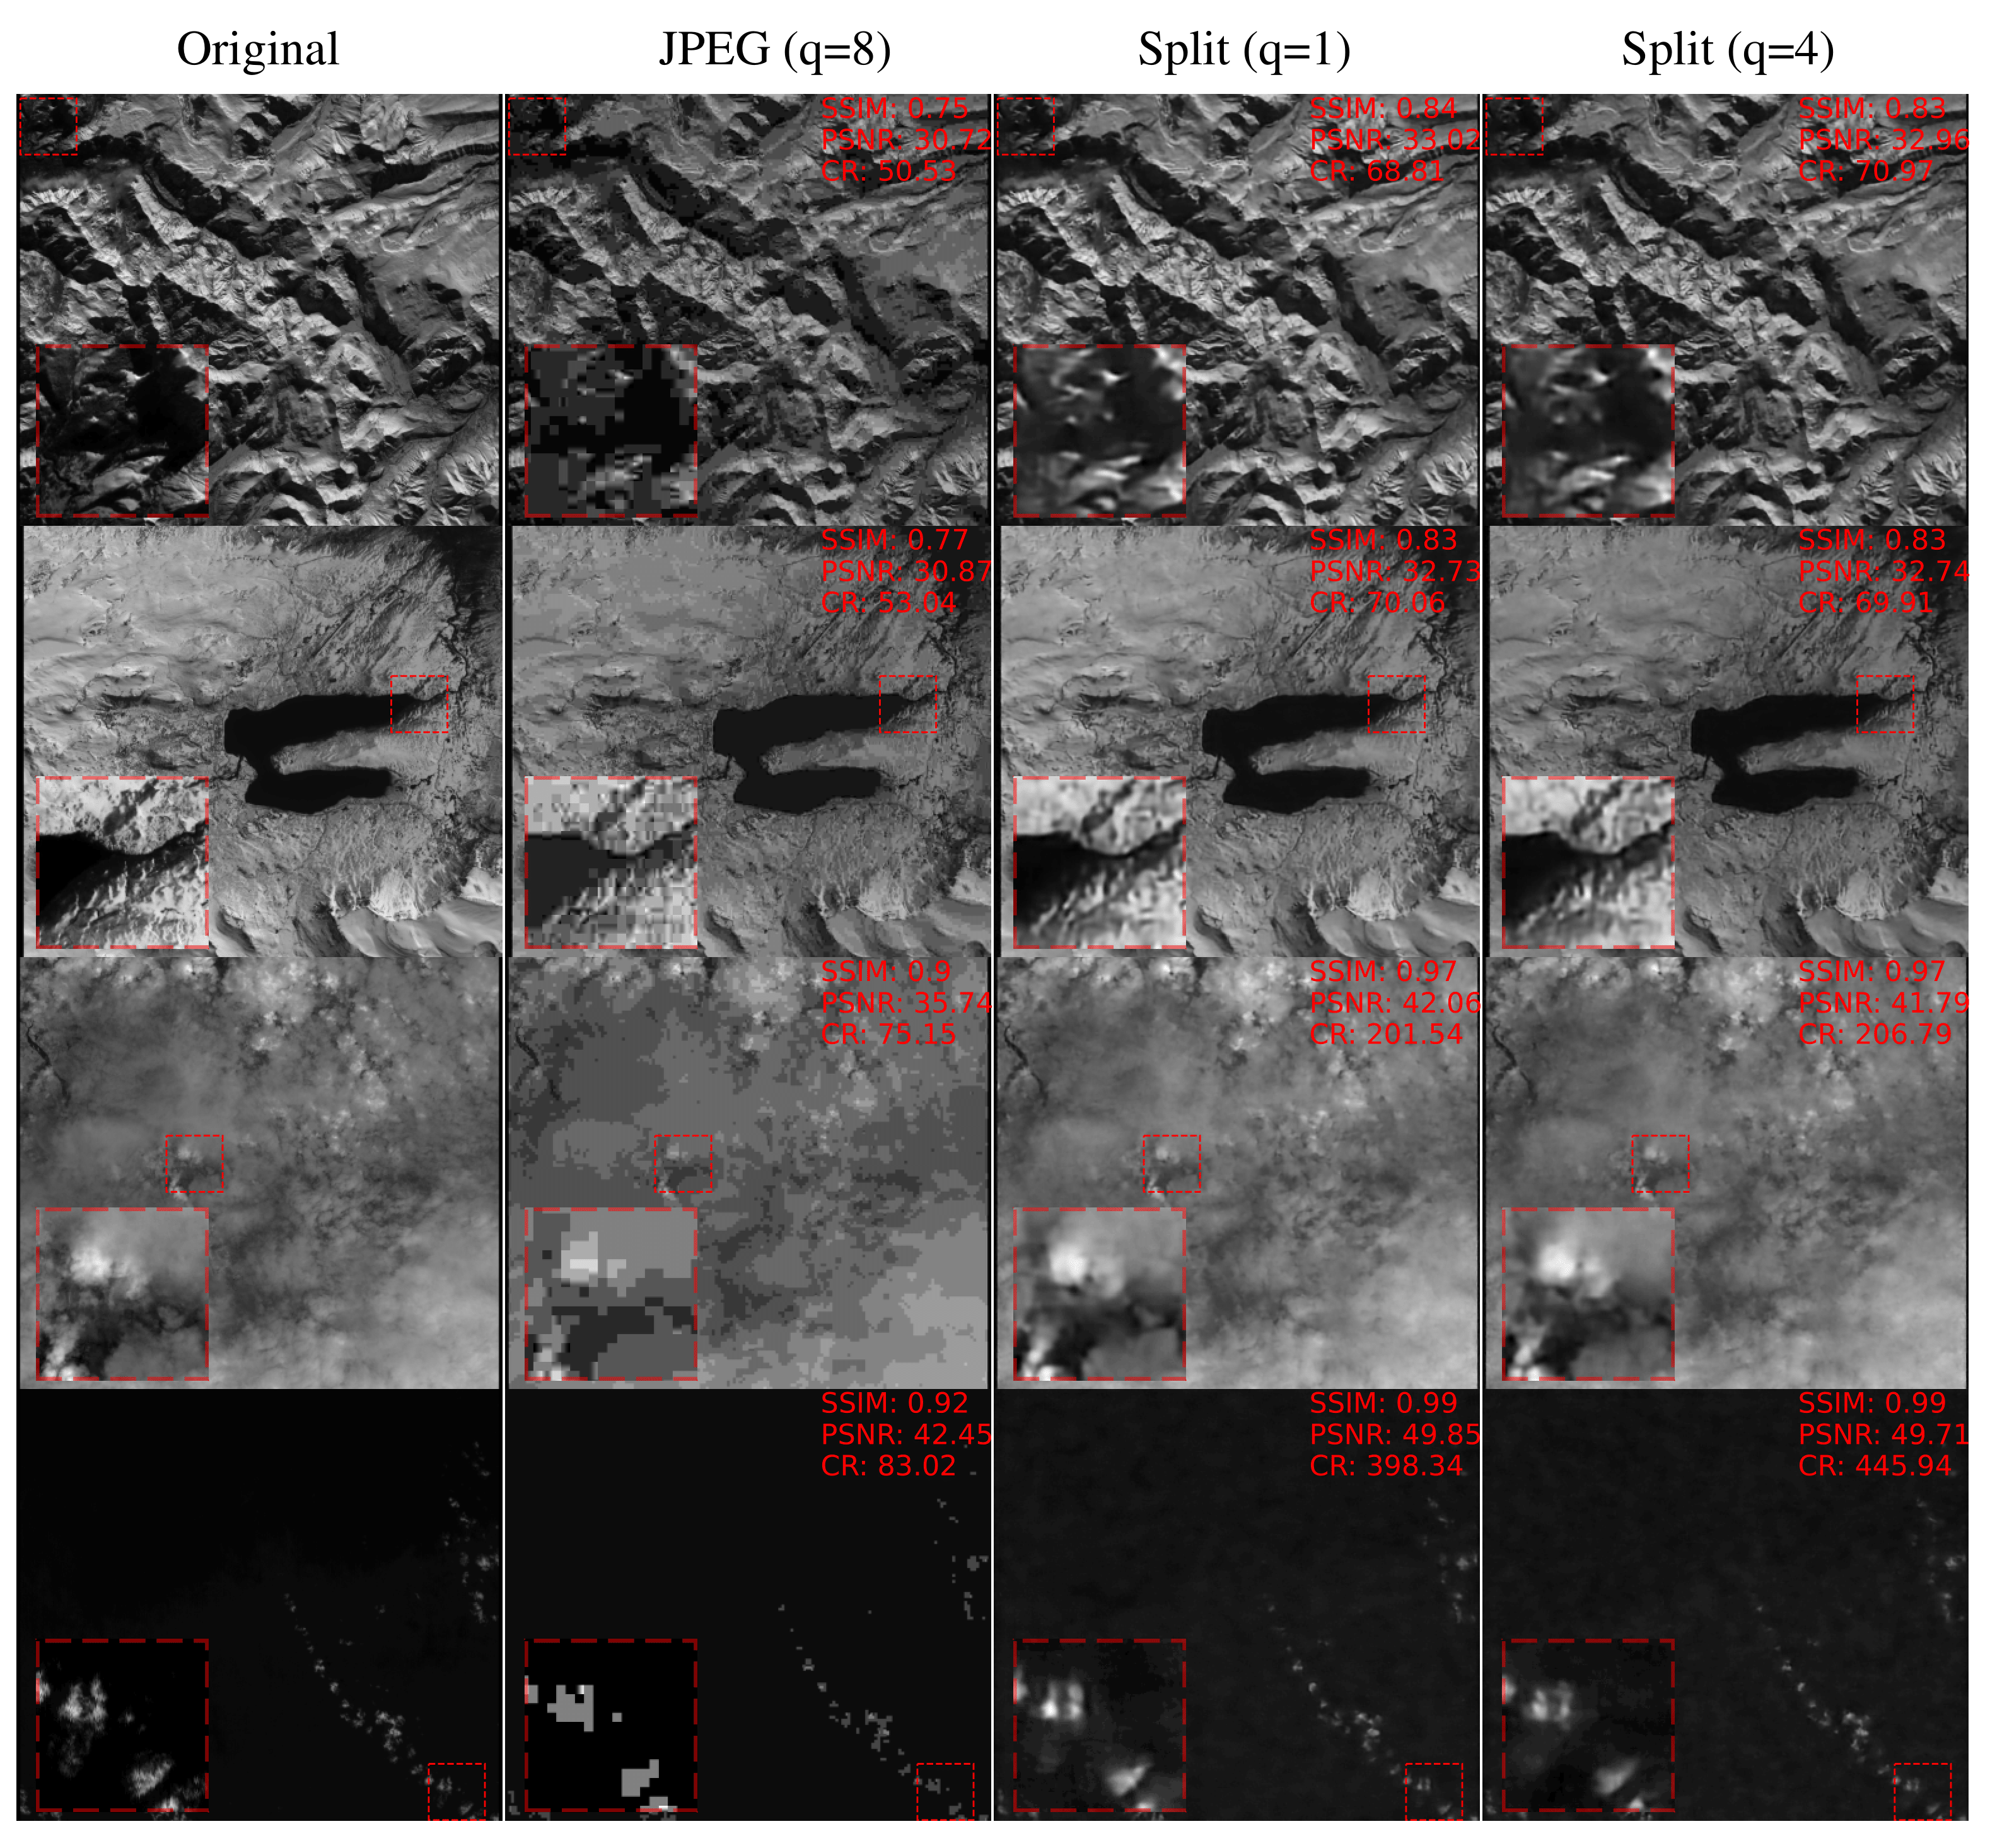 Original
JPEG (q=8)
Split (q=1)
Split (q=4)
SSIM: 0.75
PSNR: 30.72
CR: 50.53
SSIM: 0.84
PSNR: 33.02
CR: 68.81
SSIM: 0.83
PSNR: 32.96
CR: 70.97
SSIM: 0.77
PSNR: 30.87
CR: 53.04
SSIM: 0.83
PSNR: 32.73
CR: 70.06
SSIM: 0.83
PSNR: 32.74
CR: 69.91
SSIM: 0.9
PSNR: 35.74
CR: 75.15
SSIM: 0.97
PSNR: 42.06
CR: 201.54
SSIM: 0.97
PSNR: 41.79
CR: 206.79
SSIM: 0.92
PSNR: 42.45
CR: 83.02
SSIM: 0.99
PSNR: 49.85
CR: 398.34
SSIM: 0.99
PSNR: 49.71
CR: 445.94